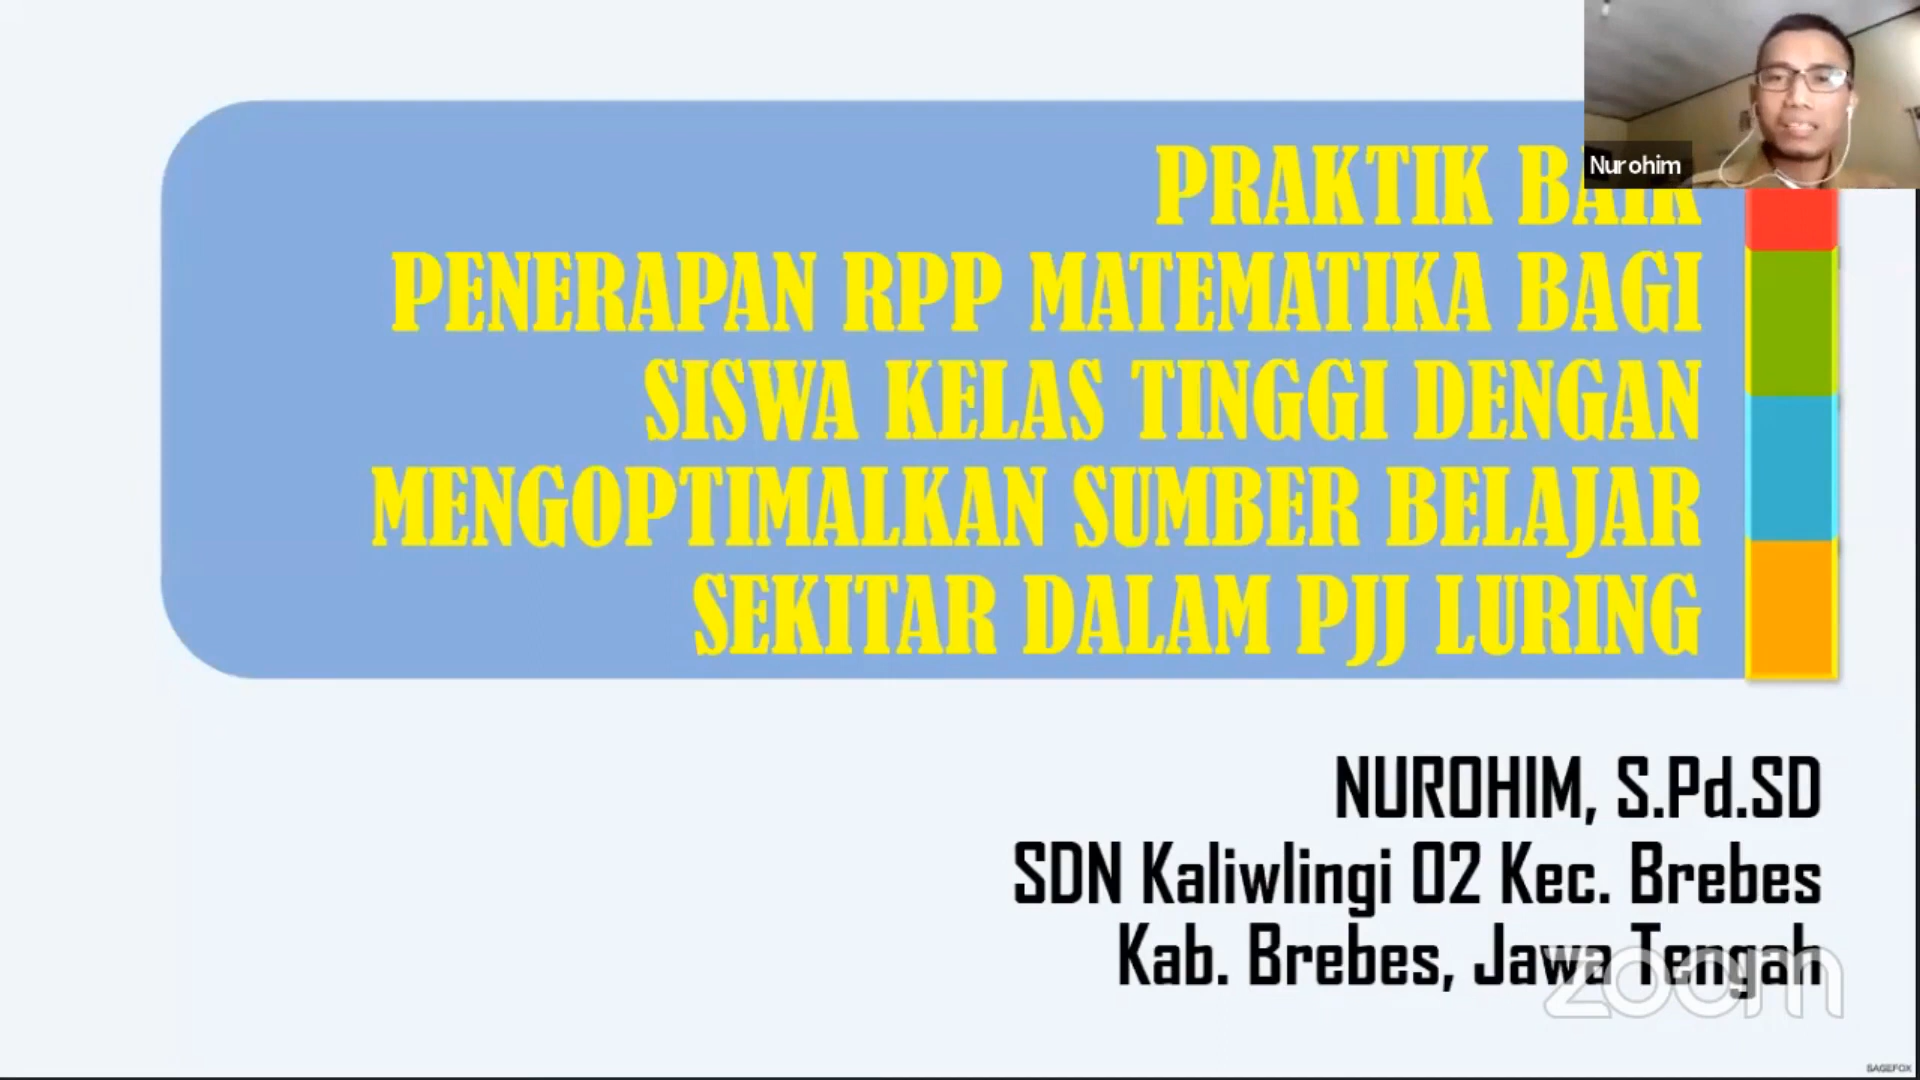 Nurohim
PRAKTIK BAIK
PENERAPAN RPP MATEMATIKA BAGI
SISWA KELAS TINGGI DENGAN
MENGOPTIMALKAN SUMBER BELAJAR
SEKITAR DALAM PJJ LURING
NUROHIM, S.Pd.SD
SDN Kaliwlingi 02 Kec. Brebes
Kab. Brebes, Jawa Tengah
zoom
SAGEFOX